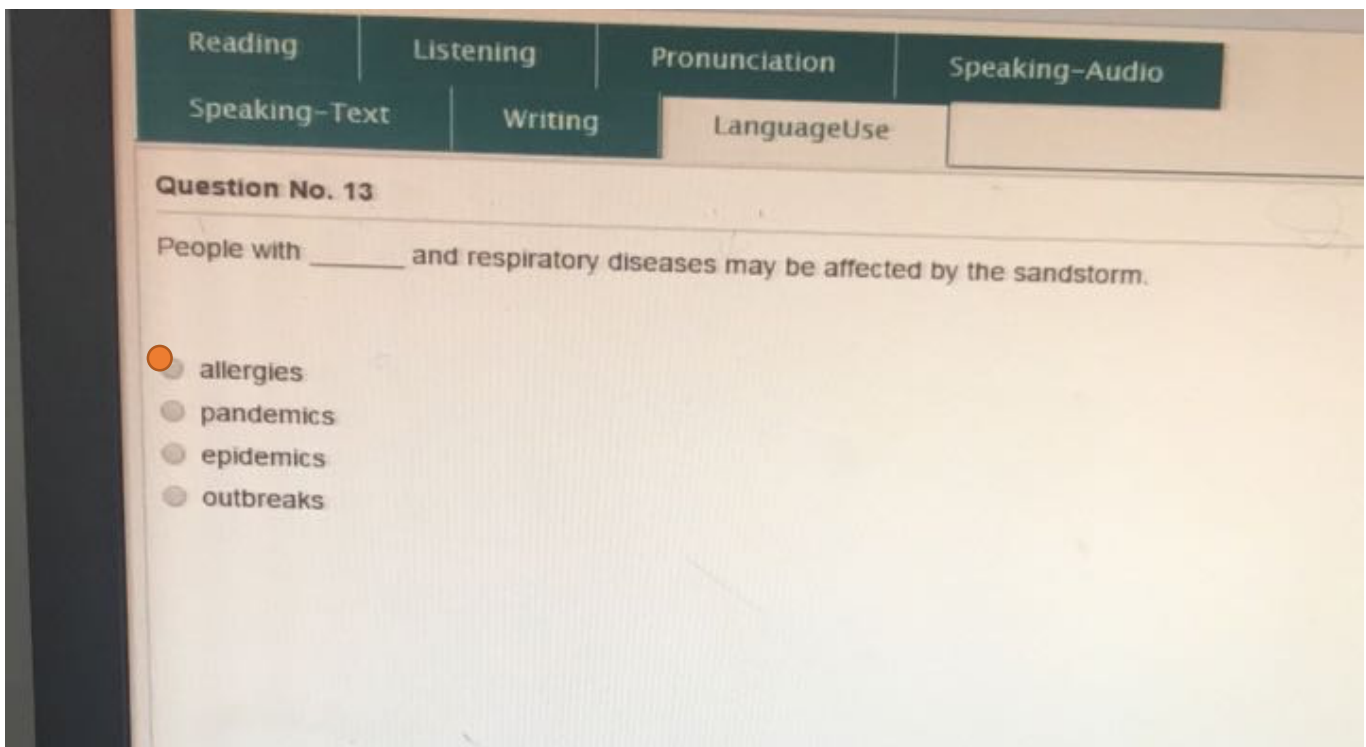 Reading Listening Pronunciation Speaking-Audio
Speaking-Text Writing LanguageUse
Question No. 13
People with ______ and respiratory diseases may be affected by the sandstorm.
allergies
pandemics
epidemics
outbreaks